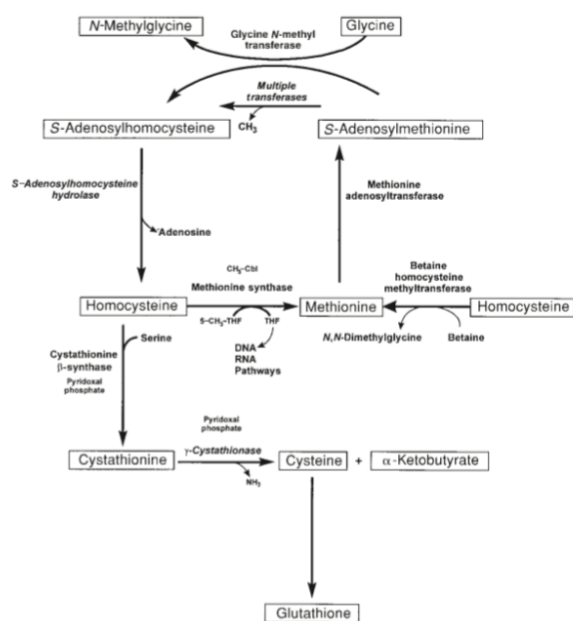 N-Methylglycine
Glycine N-methyl
transferase
Glycine
Multiple
transferases
CH3
S-Adenosylhomocysteine
S-Adenosylmethionine
S–Adenosylhomocysteine
hydrolase
Methionine
adenosyltransferase
Adenosine
CH3-Cbl
Methionine synthase
Betaine
homocysteine
methyltransferase
Homocysteine
Methionine
Homocysteine
5–CH3–THF
THF
N,N-Dimethylglycine
Betaine
Serine
DNA
RNA
Pathways
Cystathionine
β-synthase
Pyridoxal
phosphate
Pyridoxal
phosphate
γ-Cystathionase
Cystathionine
NH3
Cysteine + α-Ketobutyrate
Glutathione